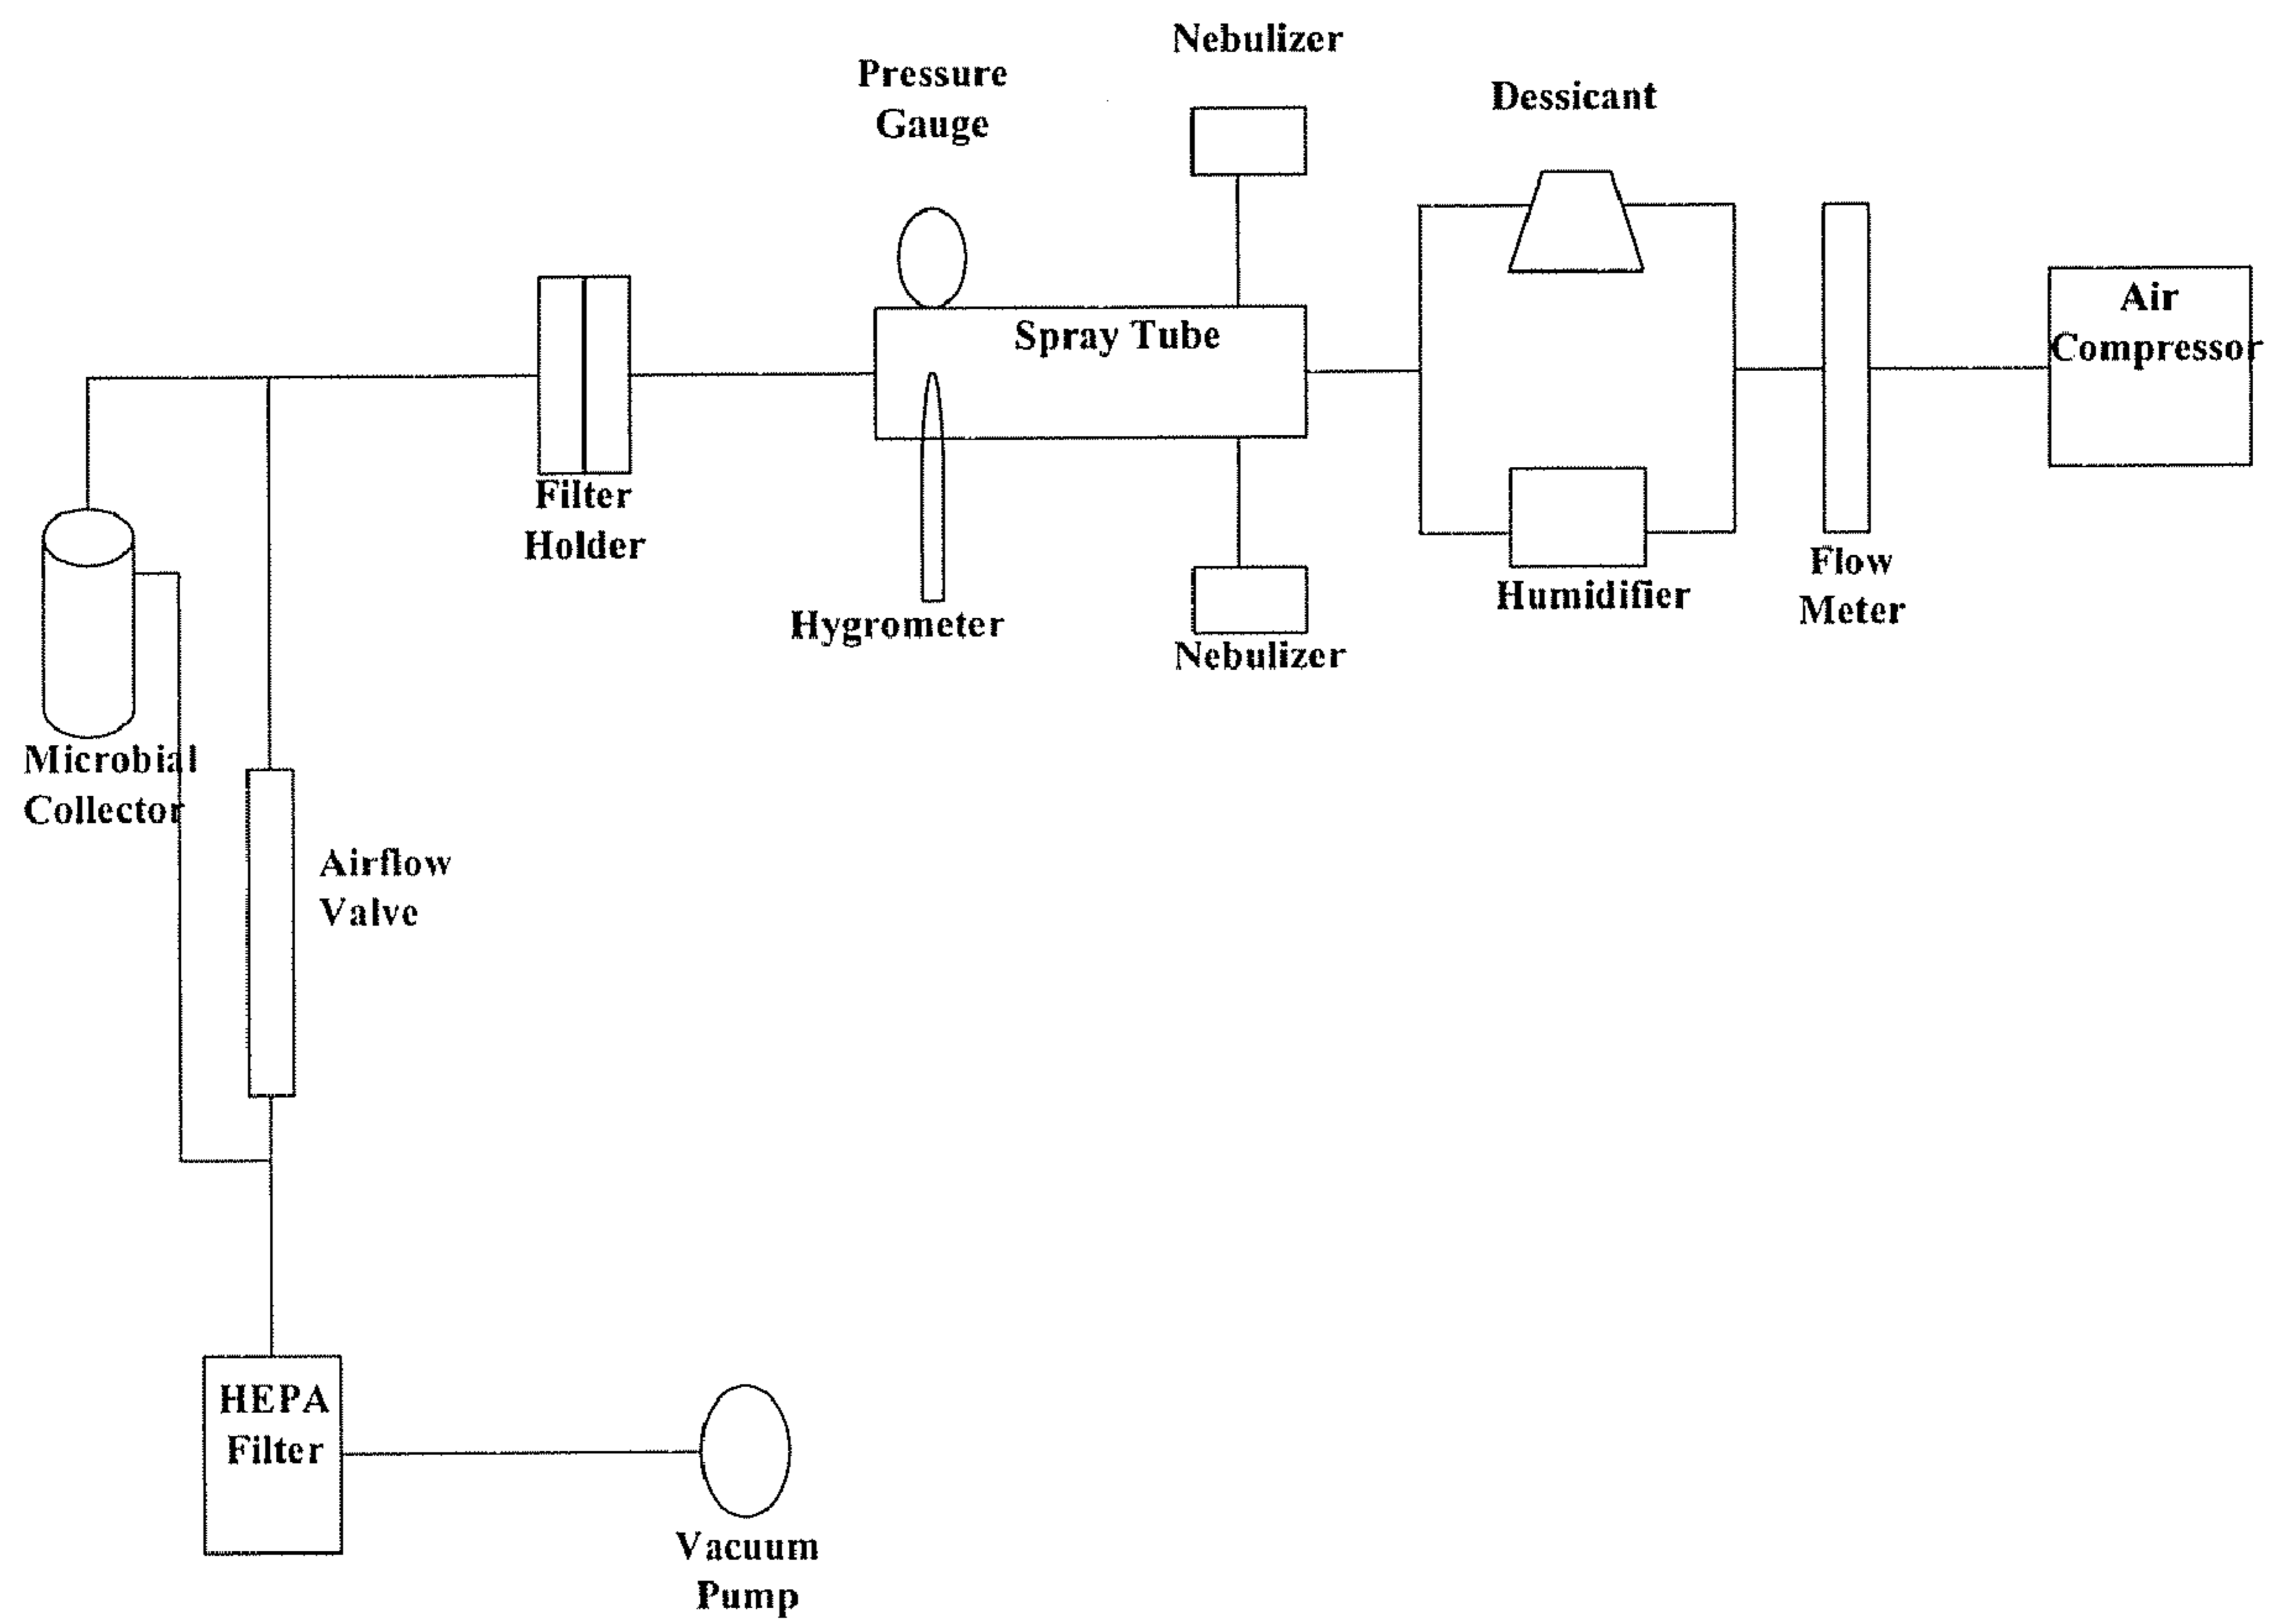 Nebulizer
Pressure
Gauge
Dessicant
Spray Tube
Air
Compressor
Filter
Holder
Hygrometer
Nebulizer
Humidifier
Flow
Meter
Microbial
Collector
Airflow
Valve
HEPA
Filter
Vacuum
Pump